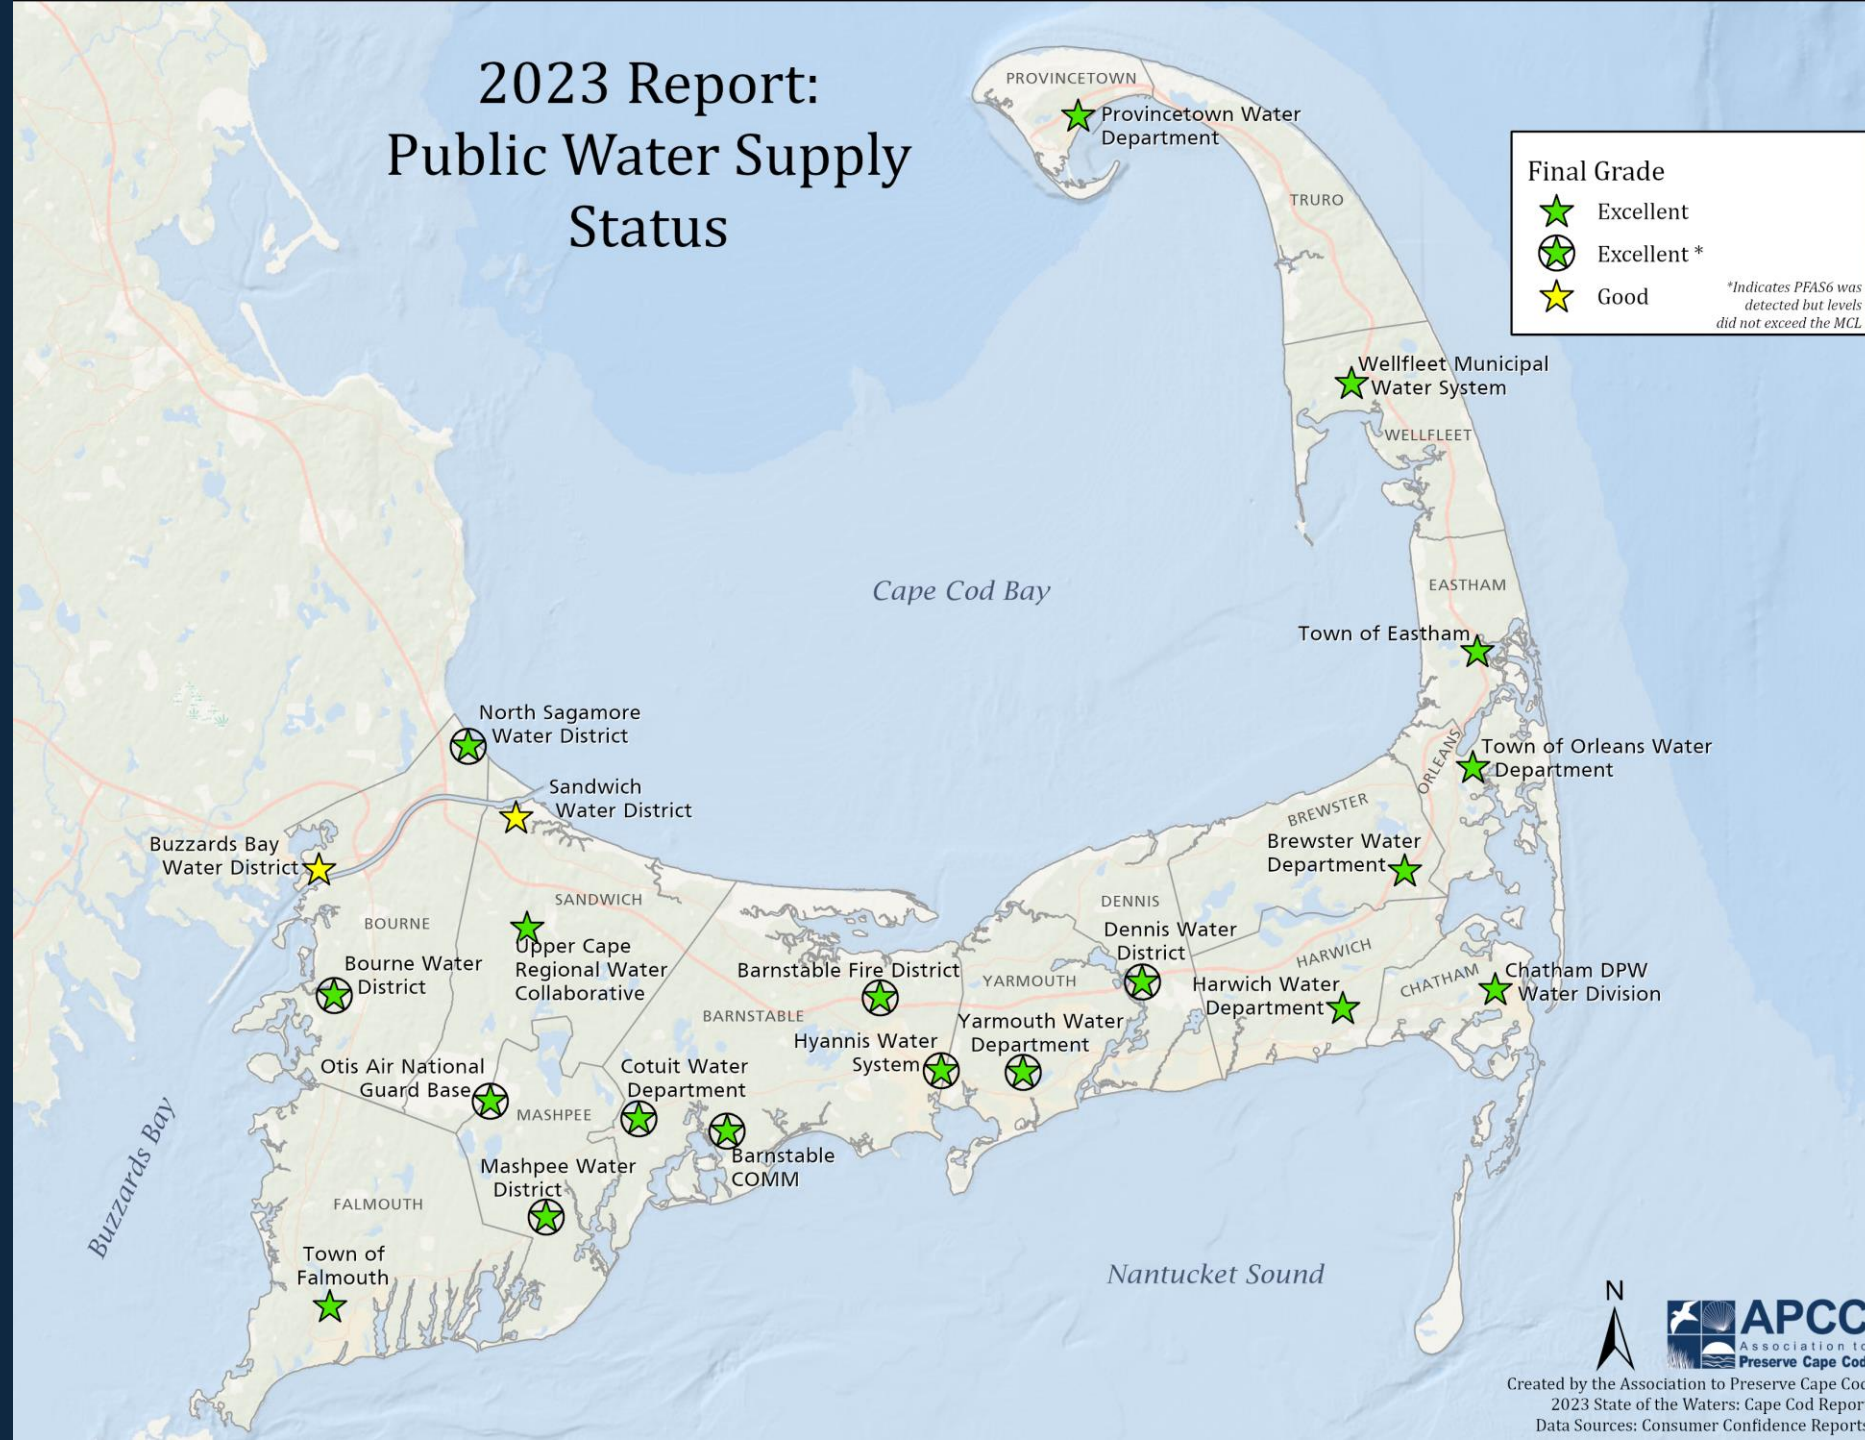 2023 Report:
Public Water Supply
Status
PROVINCETOWN
Provincetown Water
Department
TRURO
Final Grade
Excellent
Excellent *
Good
*Indicates PFAS6 was
detected but levels
did not exceed the MCL
Wellfleet Municipal
Water System
WELLFLEET
Cape Cod Bay
EASTHAM
Town of Eastham
North Sagamore
Water District
Town of Orleans Water
Department
ORLEANS
Sandwich
Water District
BREWSTER
Brewster Water
Department
Buzzards Bay
Water District
SANDWICH
BOURNE
DENNIS
Dennis Water
District
Upper Cape
Regional Water
Collaborative
Bourne Water
District
Barnstable Fire District
YARMOUTH
HARWICH
Harwich Water
Department
CHATHAM
Chatham DPW
Water Division
BARNSTABLE
Yarmouth Water
Department
Hyannis Water
System
Otis Air National
Guard Base
Cotuit Water
Department
MASHPEE
Barnstable
COMM
Mashpee Water
District
Buzzards Bay
FALMOUTH
Town of
Falmouth
Nantucket Sound
N
APCC
Association to
Preserve Cape Cod
Created by the Association to Preserve Cape Cod
2023 State of the Waters: Cape Cod Report
Data Sources: Consumer Confidence Reports